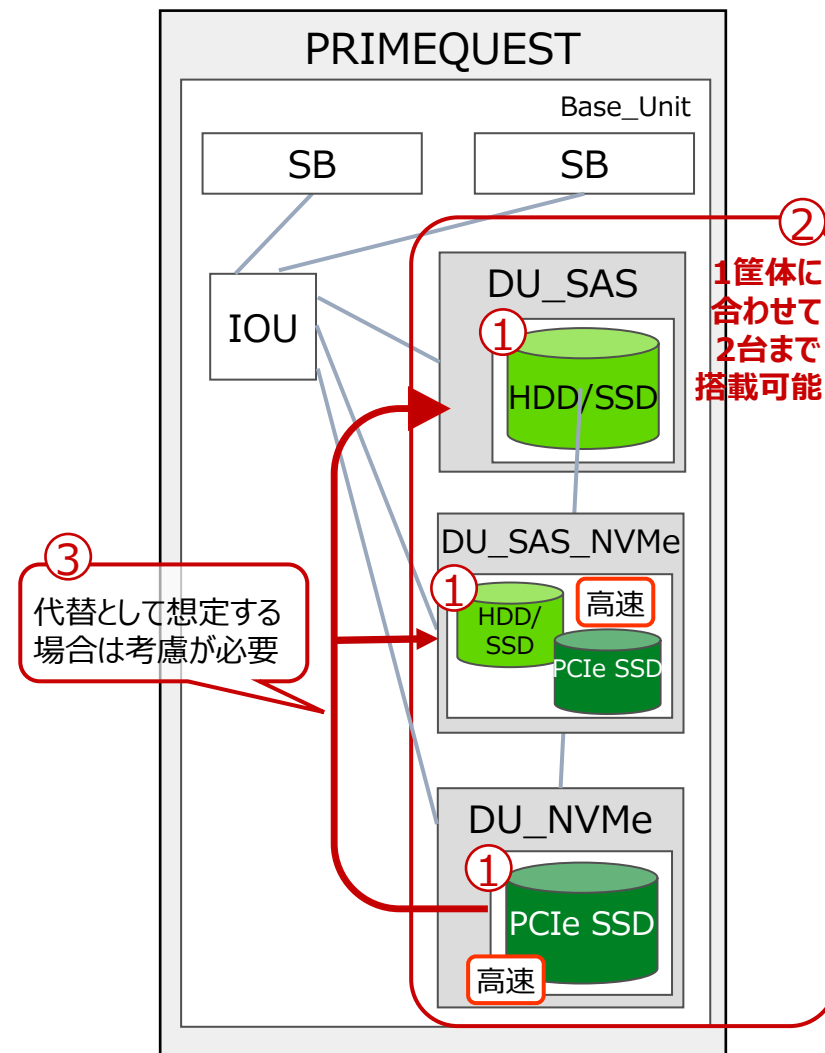 PRIMEQUEST
Base_Unit
SB
SB
②
1筐体に
合わせて
2台まで
搭載可能
DU_SAS
①
HDD/SSD
IOU
DU_SAS_NVMe
①
HDD/
SSD
高速
PCIe SSD
③
代替として想定する
場合は考慮が必要
DU_NVMe
①
PCIe SSD
高速